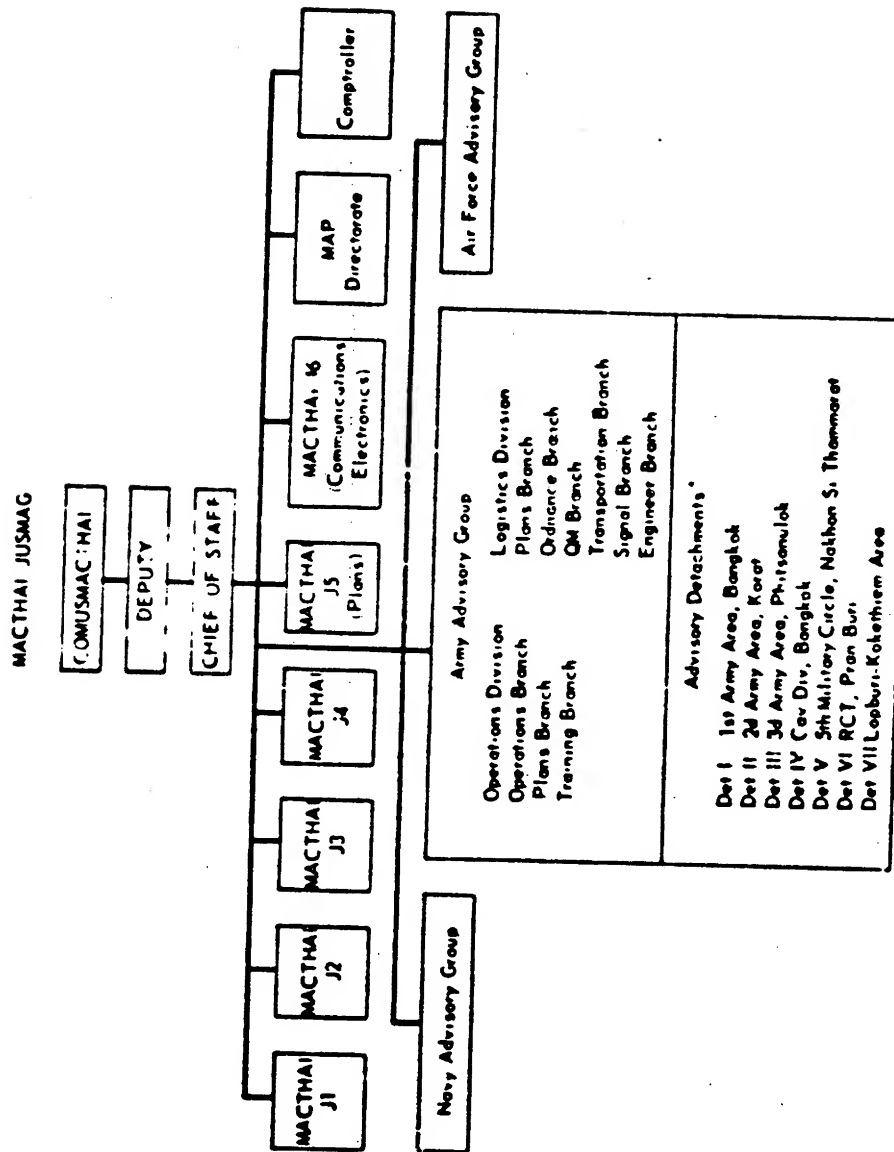 MACTHAI JUSMAG
COMUSMACTHAI
DEPUTY
CHIEF OF STAFF
MACTHAI
J1
MACTHAI
J2
MACTHAI
J3
MACTHAI
J4
MACTHAI
J5
(Plans)
MACTHAI J6
(Communications
Electronics)
MAP
Directorate
Comptroller
Navy Advisory Group
Army Advisory Group
Operations Division
Operations Branch
Plans Branch
Training Branch
Logistics Division
Plans Branch
Ordnance Branch
QM Branch
Transportation Branch
Signal Branch
Engineer Branch
Advisory Detachments*
Det I 1st Army Area, Bangkok
Det II 2d Army Area, Korat
Det III 3d Army Area, Phitsanulok
Det IV Cav Div, Bangkok
Det V 5th Military Circle, Nakhon Si Thammarat
Det VI RCT, Pran Buri
Det VII Lopburi-Kokethiem Area
Air Force Advisory Group